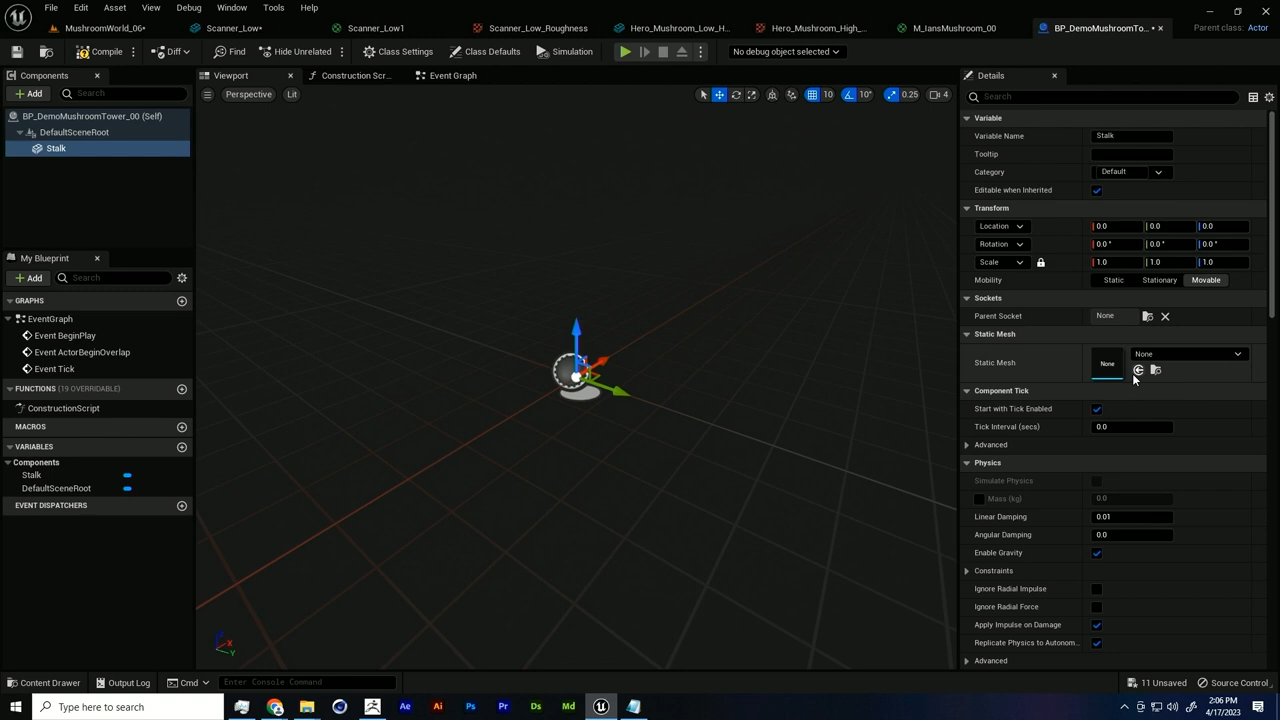 File Edit Asset View Debug Window Tools Help
MushroomWorld_06* Scanner_Low* Scanner_Low1 Scanner_Low_Roughness Hero_Mushroom_Low_H... Hero_Mushroom_High_... M_IansMushroom_00 BP_DemoMushroomTo... * Parent class: Actor
Compile Diff Find Hide Unrelated Class Settings Class Defaults Simulation No debug object selected
Components
Add Search
BP_DemoMushroomTower_00 (Self)
DefaultSceneRoot
Stalk
My Blueprint
Add Search
GRAPHS
EventGraph
Event BeginPlay
Event ActorBeginOverlap
Event Tick
FUNCTIONS (19 OVERRIDABLE)
ConstructionScript
MACROS
VARIABLES
Components
Stalk
DefaultSceneRoot
EVENT DISPATCHERS
Viewport Construction Scr... Event Graph
Perspective Lit 10 10° 0.25 4
Z X Y
Details
Search
Variable
Variable Name Stalk
Tooltip
Category Default
Editable when Inherited
Transform
Location 0.0 0.0 0.0
Rotation 0.0 ° 0.0 ° 0.0 °
Scale 1.0 1.0 1.0
Mobility Static Stationary Movable
Sockets
Parent Socket None
Static Mesh
Static Mesh None None
Component Tick
Start with Tick Enabled
Tick Interval (secs) 0.0
Advanced
Physics
Simulate Physics
Mass (kg) 0.0
Linear Damping 0.01
Angular Damping 0.0
Enable Gravity
Constraints
Ignore Radial Impulse
Ignore Radial Force
Apply Impulse on Damage
Replicate Physics to Autonom...
Advanced
Content Drawer Output Log Cmd Enter Console Command 11 Unsaved Source Control
Type here to search Ae Ai Ps Pr Ds Md
2:06 PM
4/17/2023